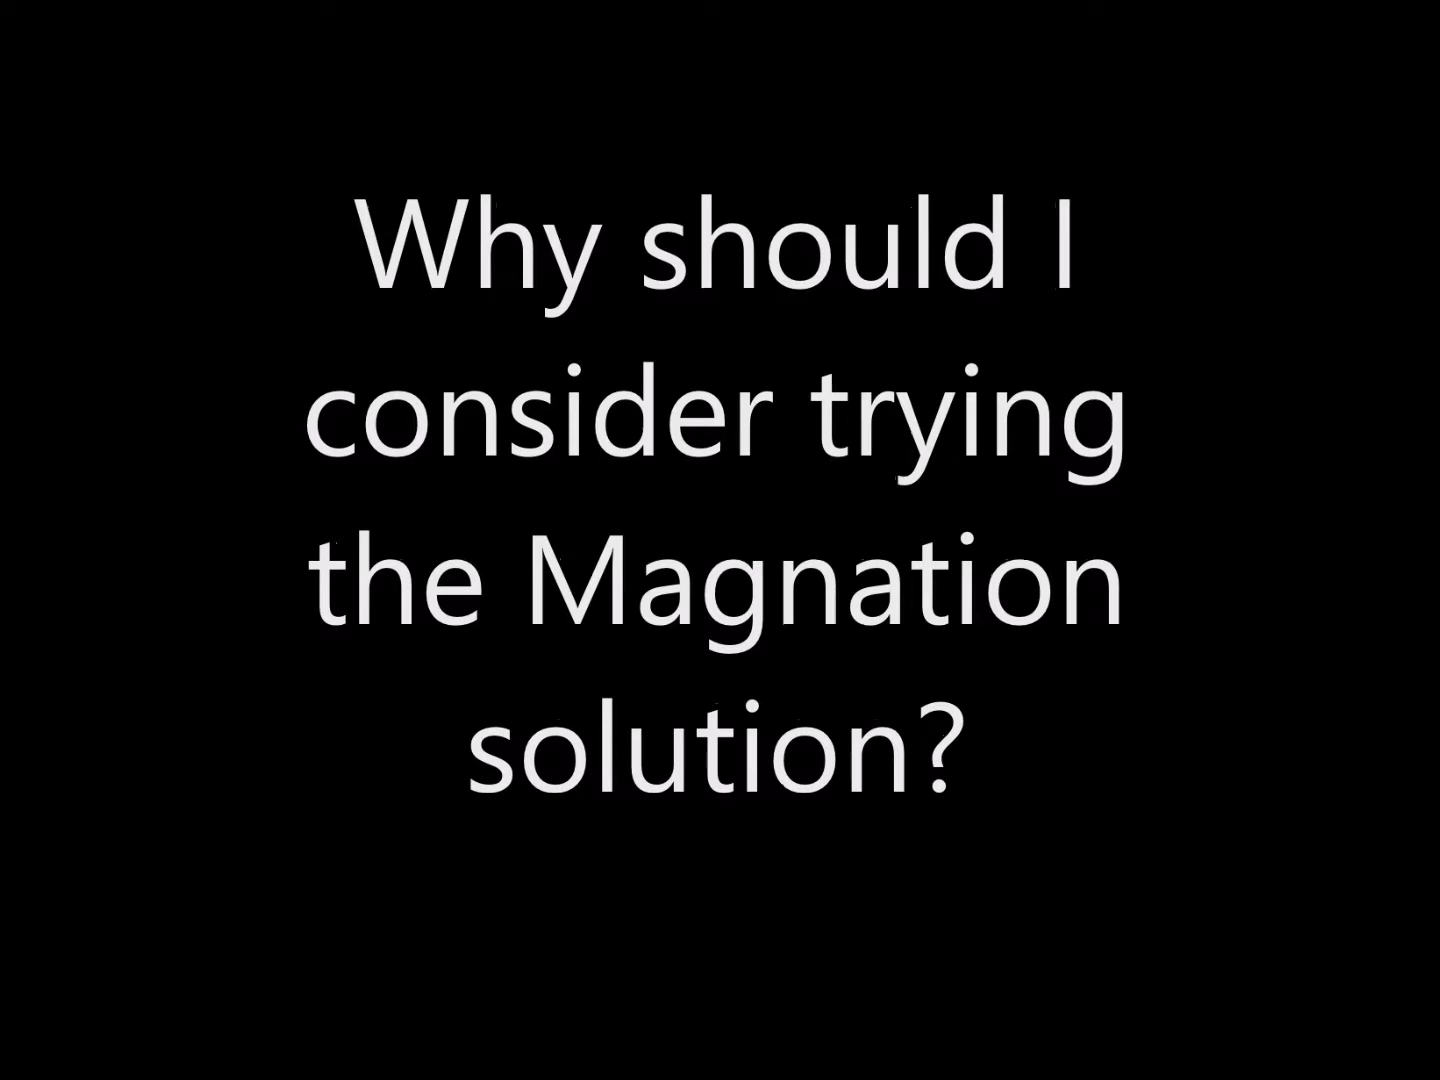 Why should I
consider trying
the Magnation
solution?